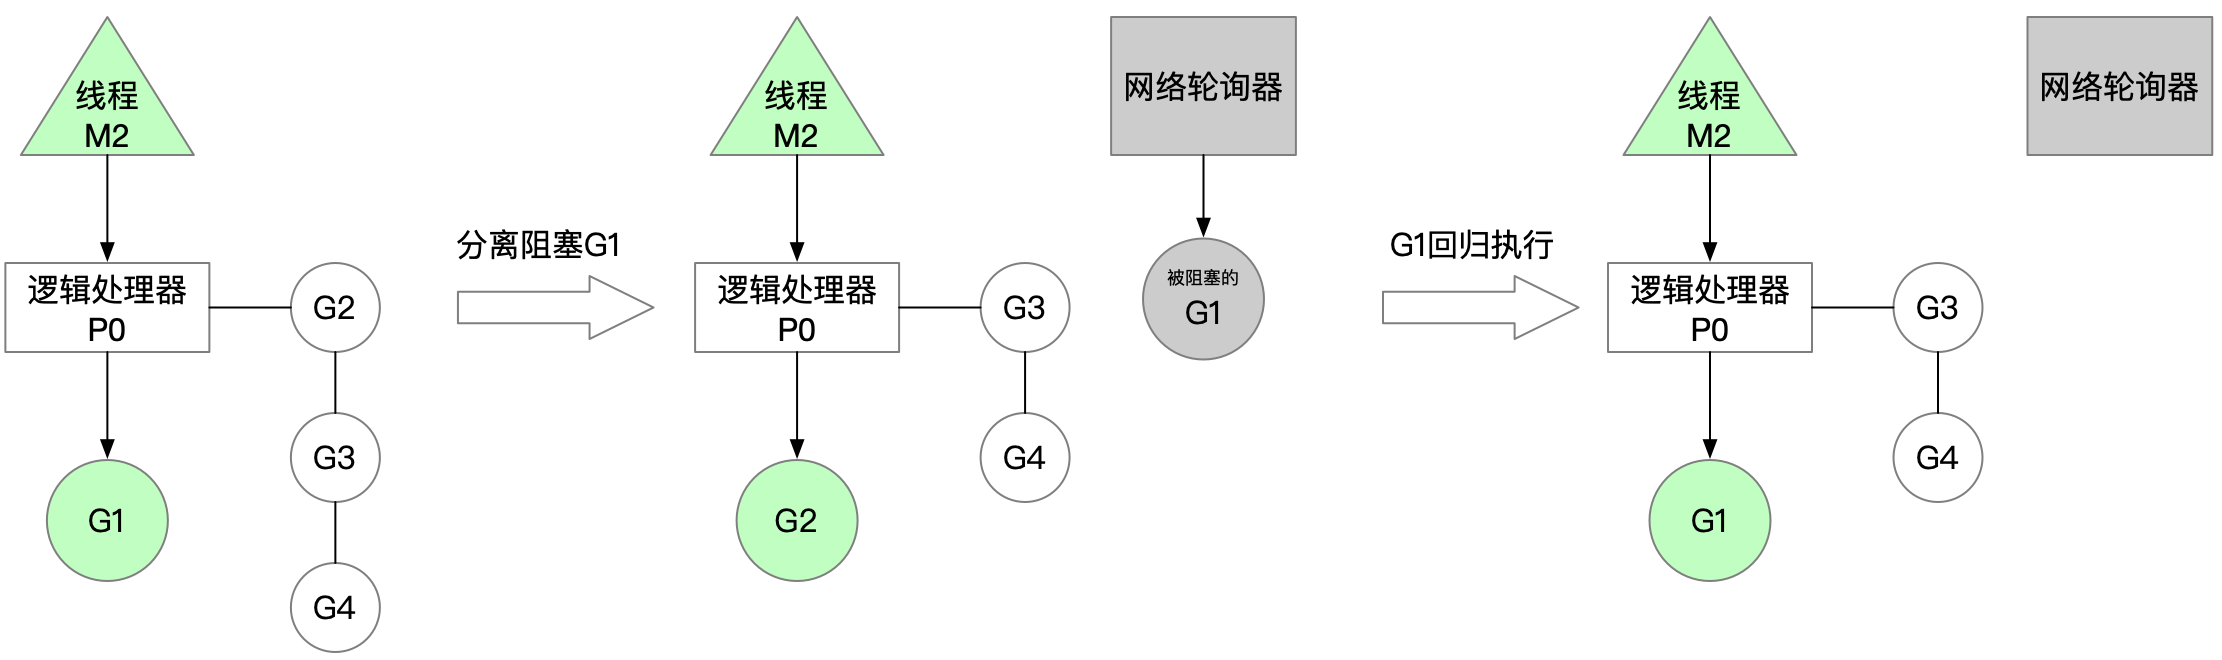 线程
M2
逻辑处理器
P0
G2
G3
G4
G1
分离阻塞G1
线程
M2
逻辑处理器
P0
G3
G4
G2
网络轮询器
被阻塞的
G1
G1回归执行
线程
M2
逻辑处理器
P0
G3
G4
G1
网络轮询器